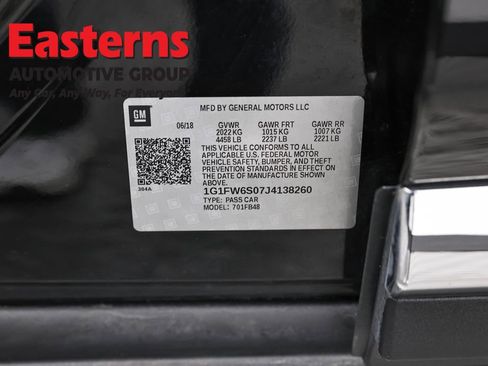 Easterns
AUTOMOTIVE GROUP
Any Car, Any Time, For Everyone
GM
MFD BY GENERAL MOTORS LLC
06/18 GVWR GAWR FRT GAWR RR
2022 KG 1015 KG 1007 KG
4458 LB 2237 LB 2221 LB
THIS VEHICLE CONFORMS TO ALL
APPLICABLE U.S. FEDERAL MOTOR
VEHICLE SAFETY, BUMPER, AND THEFT
PREVENTION STANDARDS IN EFFECT ON
THE DATE OF MANUFACTURE SHOWN
ABOVE.
384A
1G1FW6S07J4138260
TYPE: PASS CAR
MODEL: 701FB48